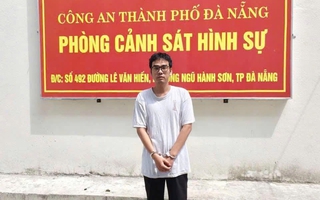 CÔNG AN THÀNH PHỐ ĐÀ NẴNG
PHÒNG CẢNH SÁT HÌNH SỰ
Đ/C: SỐ 492 ĐƯỜNG LÊ VĂN HIẾN, NG NGŨ HÀNH SƠN, TP ĐÀ NẴNG